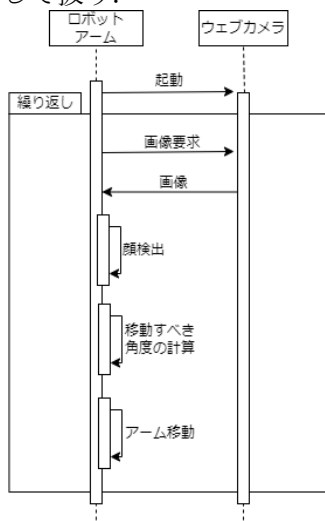 して扱う.
ロボット
アーム
ウェブカメラ
起動
繰り返し
画像要求
画像
顔検出
移動すべき
角度の計算
アーム移動